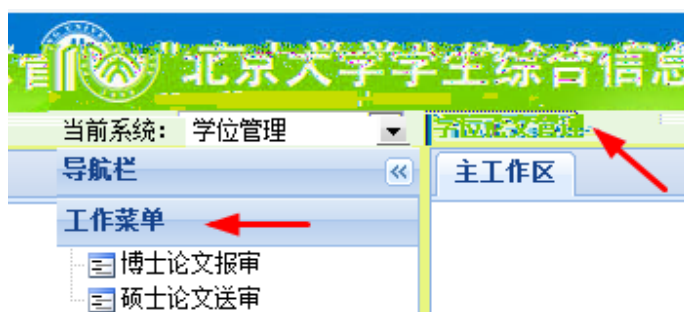 北京大学学生综合信息
当前系统： 学位管理
导航栏
主工作区
工作菜单
博士论文报审
硕士论文送审